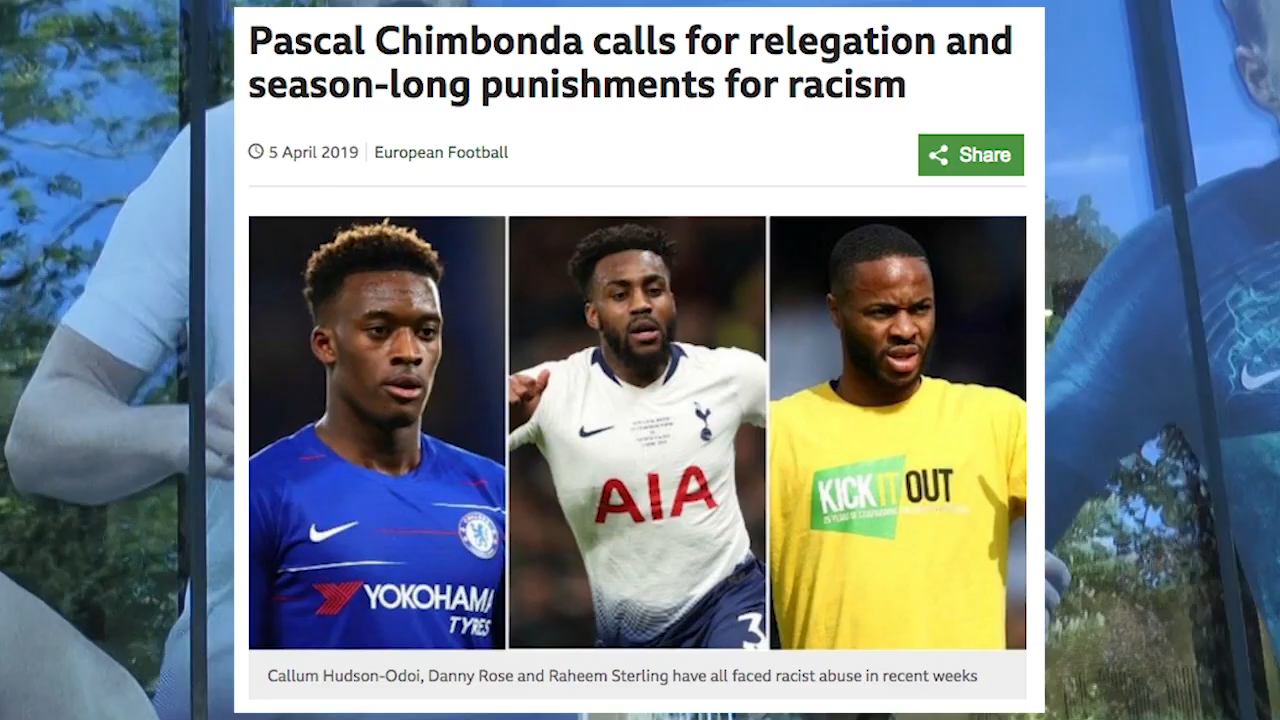 Pascal Chimbonda calls for relegation and
season-long punishments for racism
5 April 2019 European Football
Share
KICK IT OUT
AIA
YOKOHAMA
TYRES
3
Callum Hudson-Odoi, Danny Rose and Raheem Sterling have all faced racist abuse in recent weeks